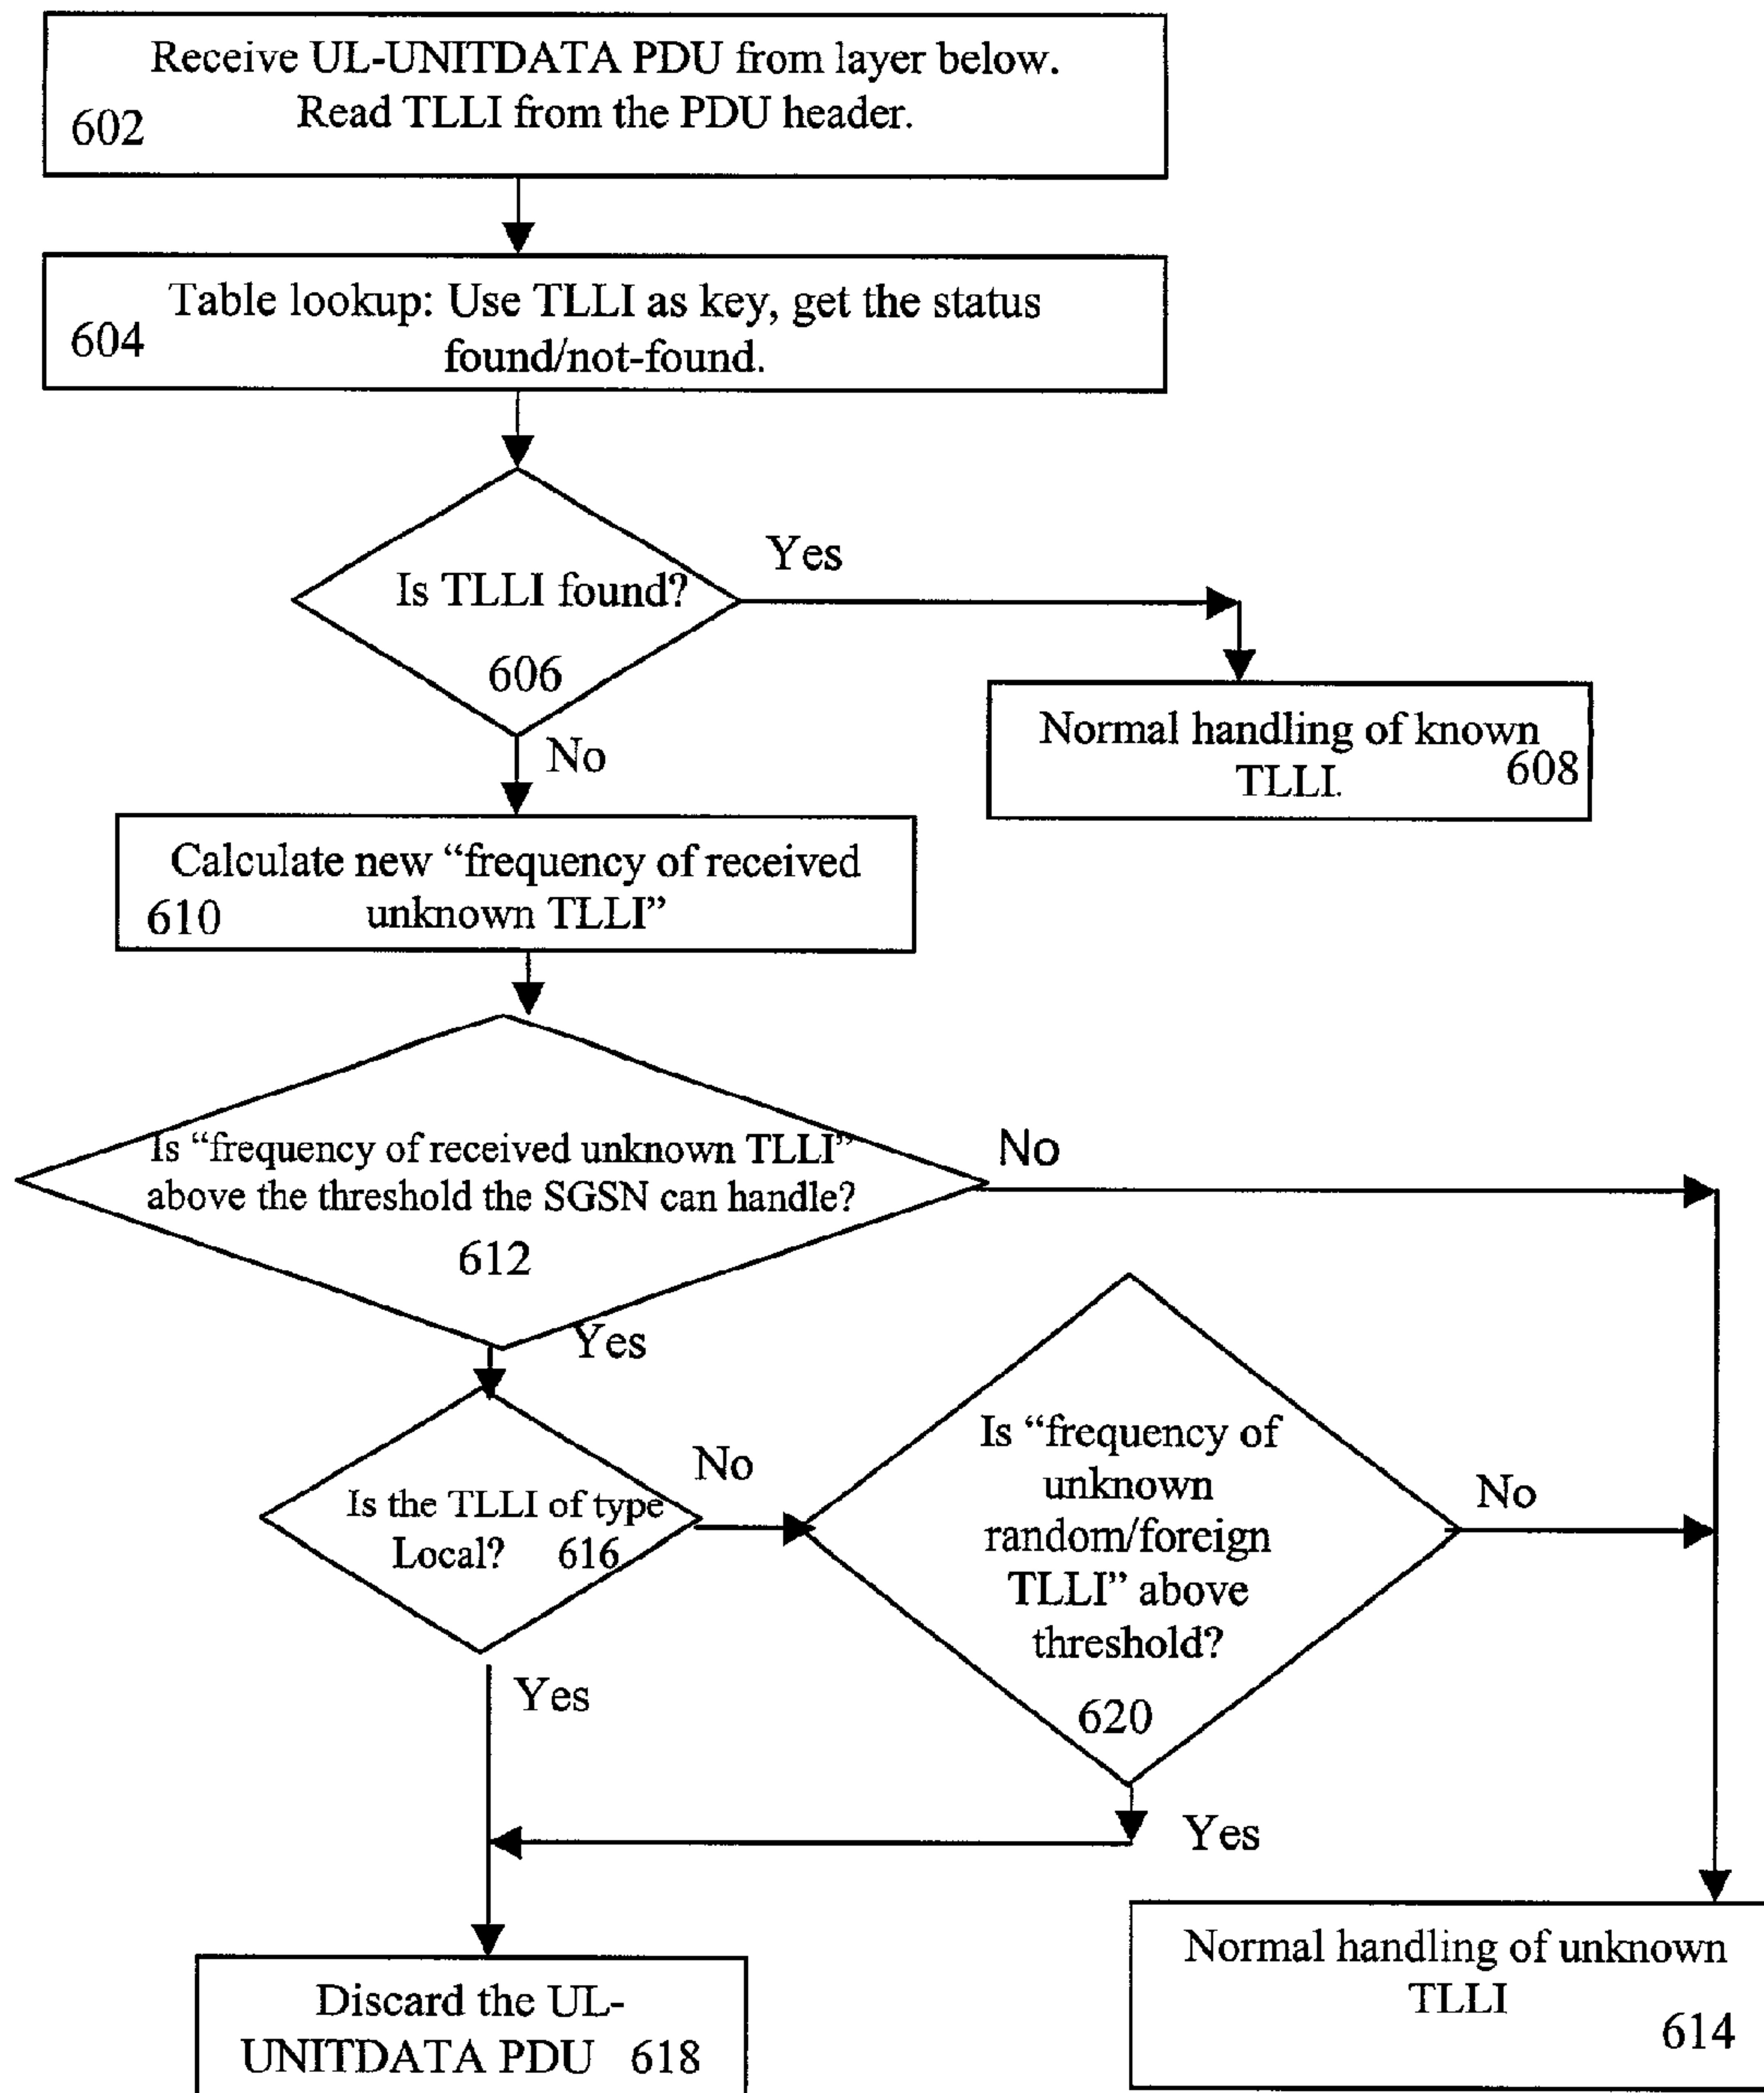 Receive UL-UNITDATA PDU from layer below.
Read TLLI from the PDU header.
602
Table lookup: Use TLLI as key, get the status
604
found/not-found.
Is TLLI found?
606
Yes
No
Normal handling of known
TLLI.
608
Calculate new “frequency of received
610
unknown TLLI”
Is “frequency of received unknown TLLI”
above the threshold the SGSN can handle?
612
No
Yes
Is the TLLI of type
Local? 616
No
Yes
Is “frequency of
unknown
random/foreign
TLLI” above
threshold?
620
No
Yes
Discard the UL-
UNITDATA PDU 618
Normal handling of unknown
TLLI
614